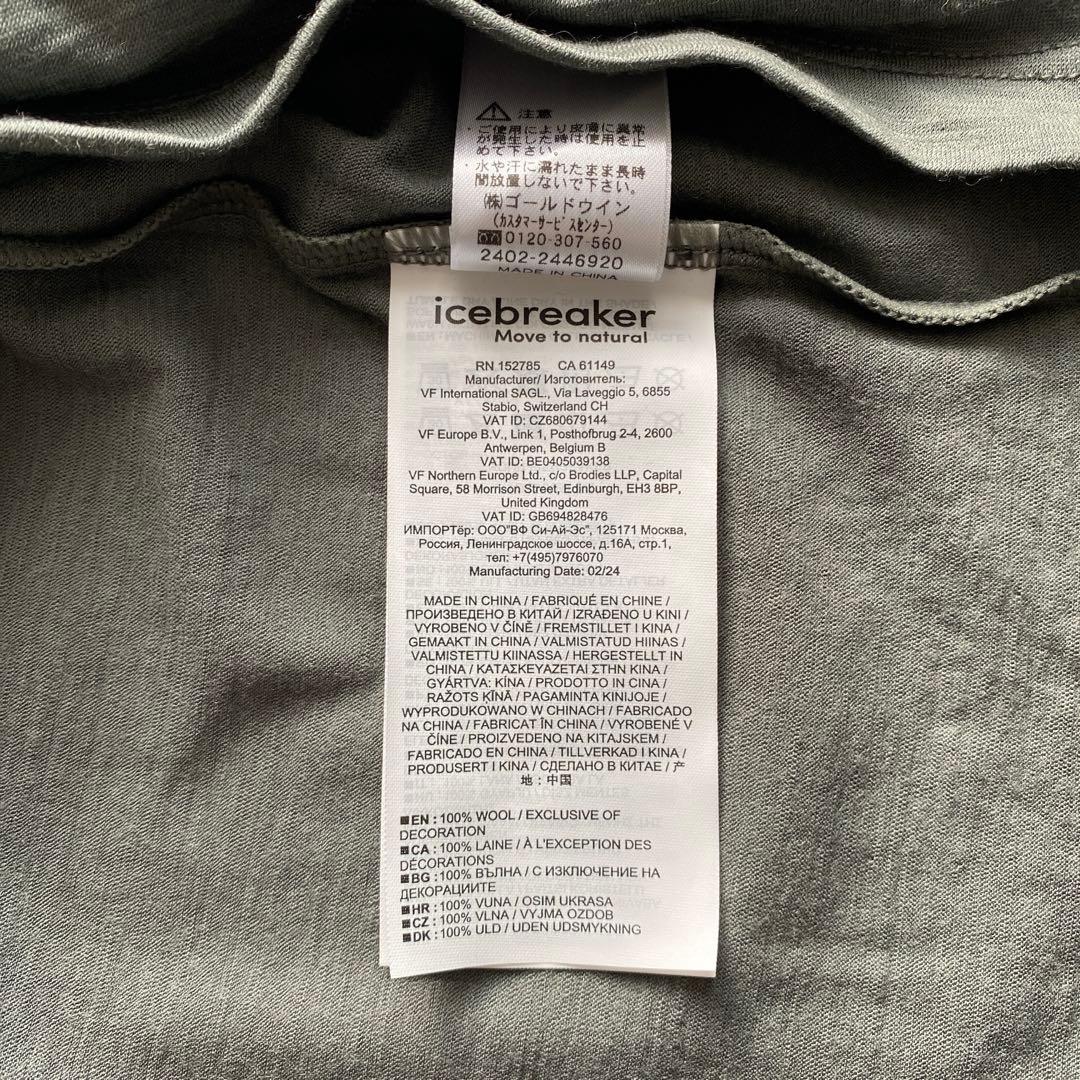 ⚠ 注意
・ご使用により皮膚に異常
が発生した時は使用を止
めて下さい。
・水や汗に濡れたまま長時
間放置しないで下さい。
(株)ゴールドウイン
(カスタマーサービスセンター)
0120-307-560
2402-2446920
MADE IN CHINA
icebreaker
Move to natural
RN 152785 CA 61149
Manufacturer/ Изготовитель:
VF International SAGL., Via Laveggio 5, 6855
Stabio, Switzerland CH
VAT ID: CZ680679144
VF Europe B.V., Link 1, Posthofbrug 2-4, 2600
Antwerpen, Belgium B
VAT ID: BE0405039138
VF Northern Europe Ltd., c/o Brodies LLP, Capital
Square, 58 Morrison Street, Edinburgh, EH3 8BP,
United Kingdom
VAT ID: GB694828476
ИМПОРТёр: ООО"ВФ Си-Ай-Эс", 125171 Москва,
Россия, Ленинградское шоссе, д.16А, стр.1,
тел: +7(495)7976070
Manufacturing Date: 02/24
MADE IN CHINA / FABRIQUÉ EN CHINE /
ПРОИЗВЕДЕНО В КИТАЙ / IZRAĐENO U KINI /
VYROBENO V ČÍNĚ / FREMSTILLET I KINA /
GEMAAKT IN CHINA / VALMISTATUD HIINAS /
VALMISTETTU KIINASSA / HERGESTELLT IN
CHINA / ΚΑΤΑΣΚΕΥΑΖΕΤΑΙ ΣΤΗΝ ΚΙΝΑ /
GYÁRTVA: KÍNA / PRODOTTO IN CINA /
RAŽOTS ĶĪNĀ / PAGAMINTA KINIJOJE /
WYPRODUKOWANO W CHINACH / FABRICADO
NA CHINA / FABRICAT ÎN CHINA / VYROBENÉ V
ČÍNE / PROIZVEDENO NA KITAJSKEM /
FABRICADO EN CHINA / TILLVERKAD I KINA /
PRODUSERT I KINA / СДЕЛАНО В КИТАЕ / 产
地：中国
EN : 100% WOOL / EXCLUSIVE OF
DECORATION
CA : 100% LAINE / À L'EXCEPTION DES
DÉCORATIONS
BG : 100% ВЪЛНА / С ИЗКЛЮЧЕНИЕ НА
ДЕКОРАЦИИТЕ
HR : 100% VUNA / OSIM UKRASA
CZ : 100% VLNA / VYJMA OZDOB
DK : 100% ULD / UDEN UDSMYKNING